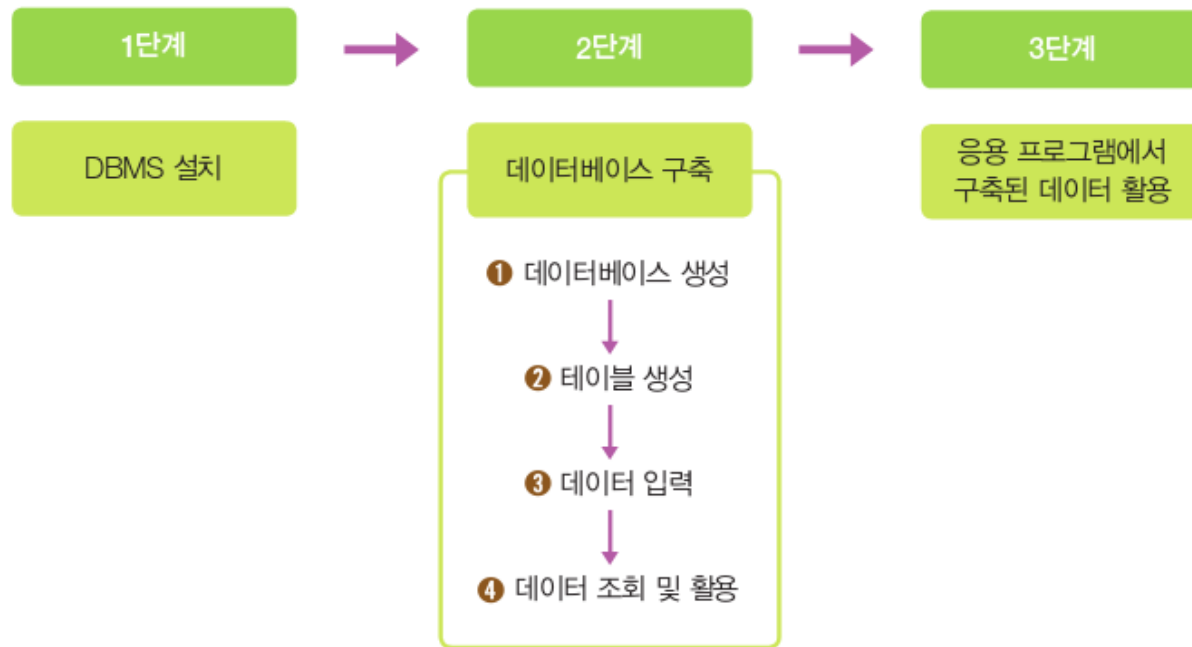 1단계
2단계
3단계
DBMS 설치
데이터베이스 구축
응용 프로그램에서
구축된 데이터 활용
❶ 데이터베이스 생성
❷ 테이블 생성
❸ 데이터 입력
❹ 데이터 조회 및 활용